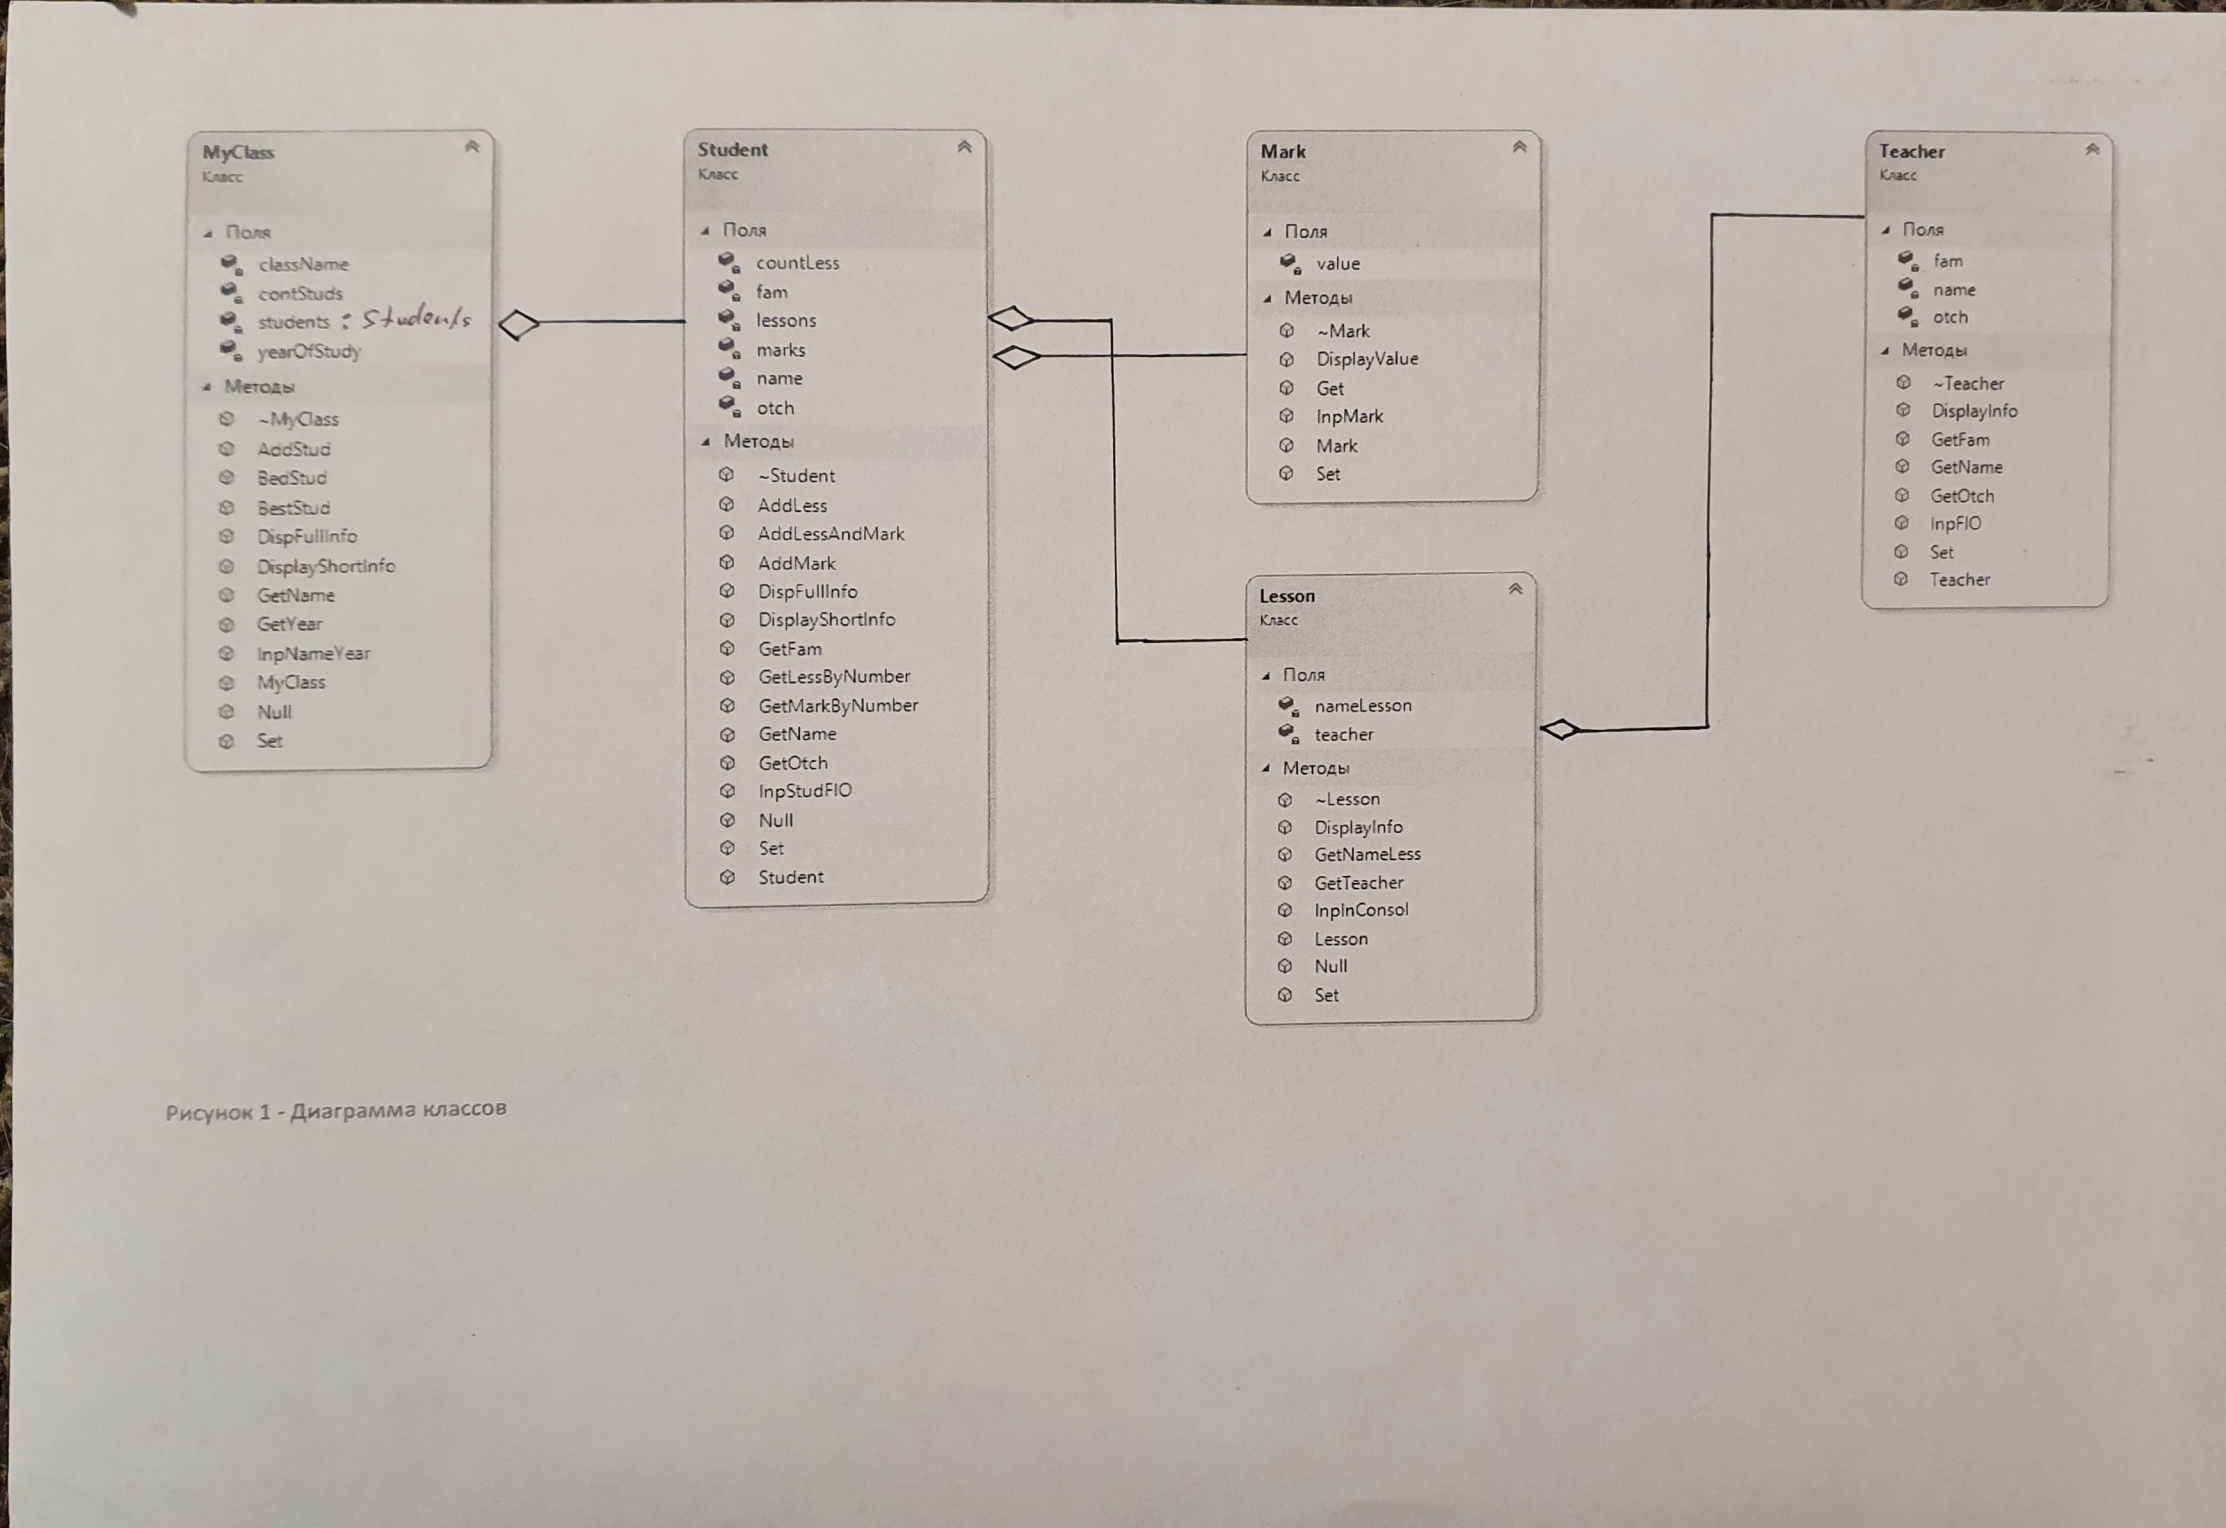 MyClass
Класс
Поля
className
contStuds
students : Students
yearOfStudy
Методы
~MyClass
AddStud
BedStud
BestStud
DispFullInfo
DisplayShortInfo
GetName
GetYear
InpNameYear
MyClass
Null
Set
Student
Класс
Поля
countLess
fam
lessons
marks
name
otch
Методы
~Student
AddLess
AddLessAndMark
AddMark
DispFullInfo
DisplayShortInfo
GetFam
GetLessByNumber
GetMarkByNumber
GetName
GetOtch
InpStudFIO
Null
Set
Student
Mark
Класс
Поля
value
Методы
~Mark
DisplayValue
Get
InpMark
Mark
Set
Lesson
Класс
Поля
nameLesson
teacher
Методы
~Lesson
DisplayInfo
GetNameLess
GetTeacher
InpInConsol
Lesson
Null
Set
Teacher
Класс
Поля
fam
name
otch
Методы
~Teacher
DisplayInfo
GetFam
GetName
GetOtch
InpFIO
Set
Teacher
Рисунок 1 - Диаграмма классов